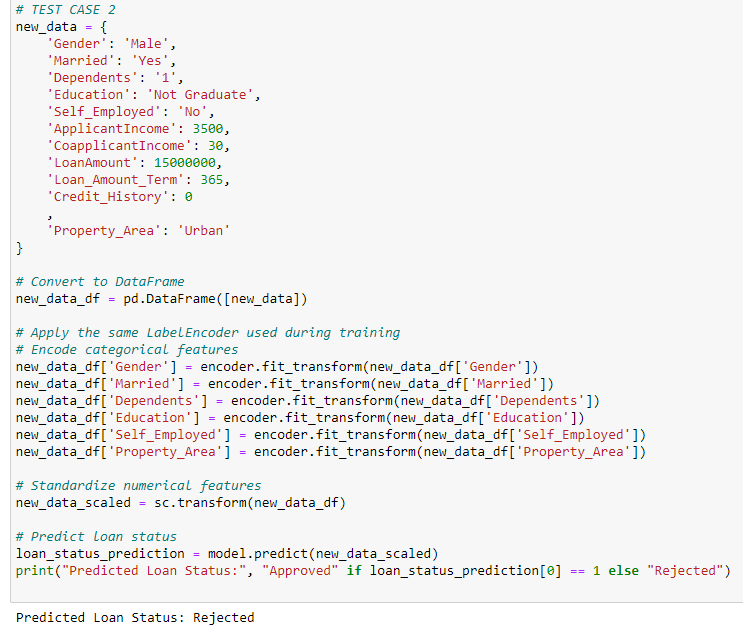 # TEST CASE 2
new_data = {
    'Gender': 'Male',
    'Married': 'Yes',
    'Dependents': '1',
    'Education': 'Not Graduate',
    'Self_Employed': 'No',
    'ApplicantIncome': 3500,
    'CoapplicantIncome': 30,
    'LoanAmount': 15000000,
    'Loan_Amount_Term': 365,
    'Credit_History': 0
    ,
    'Property_Area': 'Urban'
}
# Convert to DataFrame
new_data_df = pd.DataFrame([new_data])
# Apply the same LabelEncoder used during training
# Encode categorical features
new_data_df['Gender'] = encoder.fit_transform(new_data_df['Gender'])
new_data_df['Married'] = encoder.fit_transform(new_data_df['Married'])
new_data_df['Dependents'] = encoder.fit_transform(new_data_df['Dependents'])
new_data_df['Education'] = encoder.fit_transform(new_data_df['Education'])
new_data_df['Self_Employed'] = encoder.fit_transform(new_data_df['Self_Employed'])
new_data_df['Property_Area'] = encoder.fit_transform(new_data_df['Property_Area'])
# Standardize numerical features
new_data_scaled = sc.transform(new_data_df)
# Predict loan status
loan_status_prediction = model.predict(new_data_scaled)
print("Predicted Loan Status:", "Approved" if loan_status_prediction[0] == 1 else "Rejected")
Predicted Loan Status: Rejected